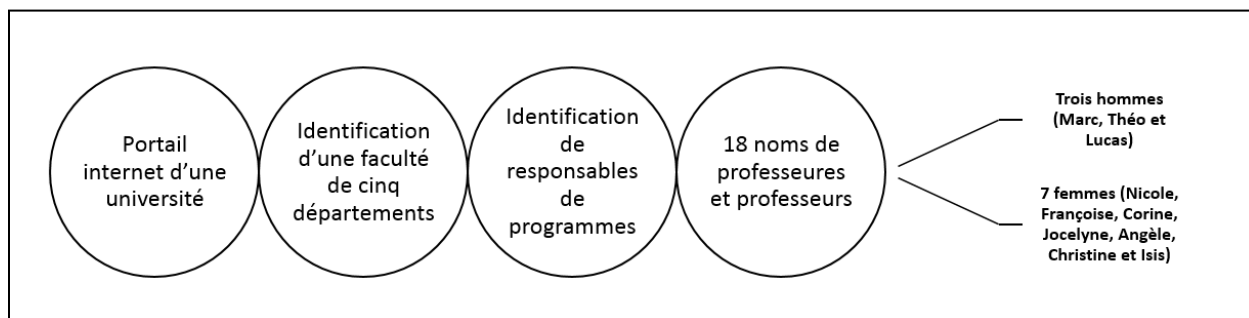 Portail
internet d'une
université
Identification
d'une faculté
de cinq
départements
Identification
de
responsables
de
programmes
18 noms de
professeures
et professeurs
Trois hommes
(Marc, Théo et
Lucas)
7 femmes (Nicole,
Françoise, Corine,
Jocelyne, Angèle,
Christine et Isis)